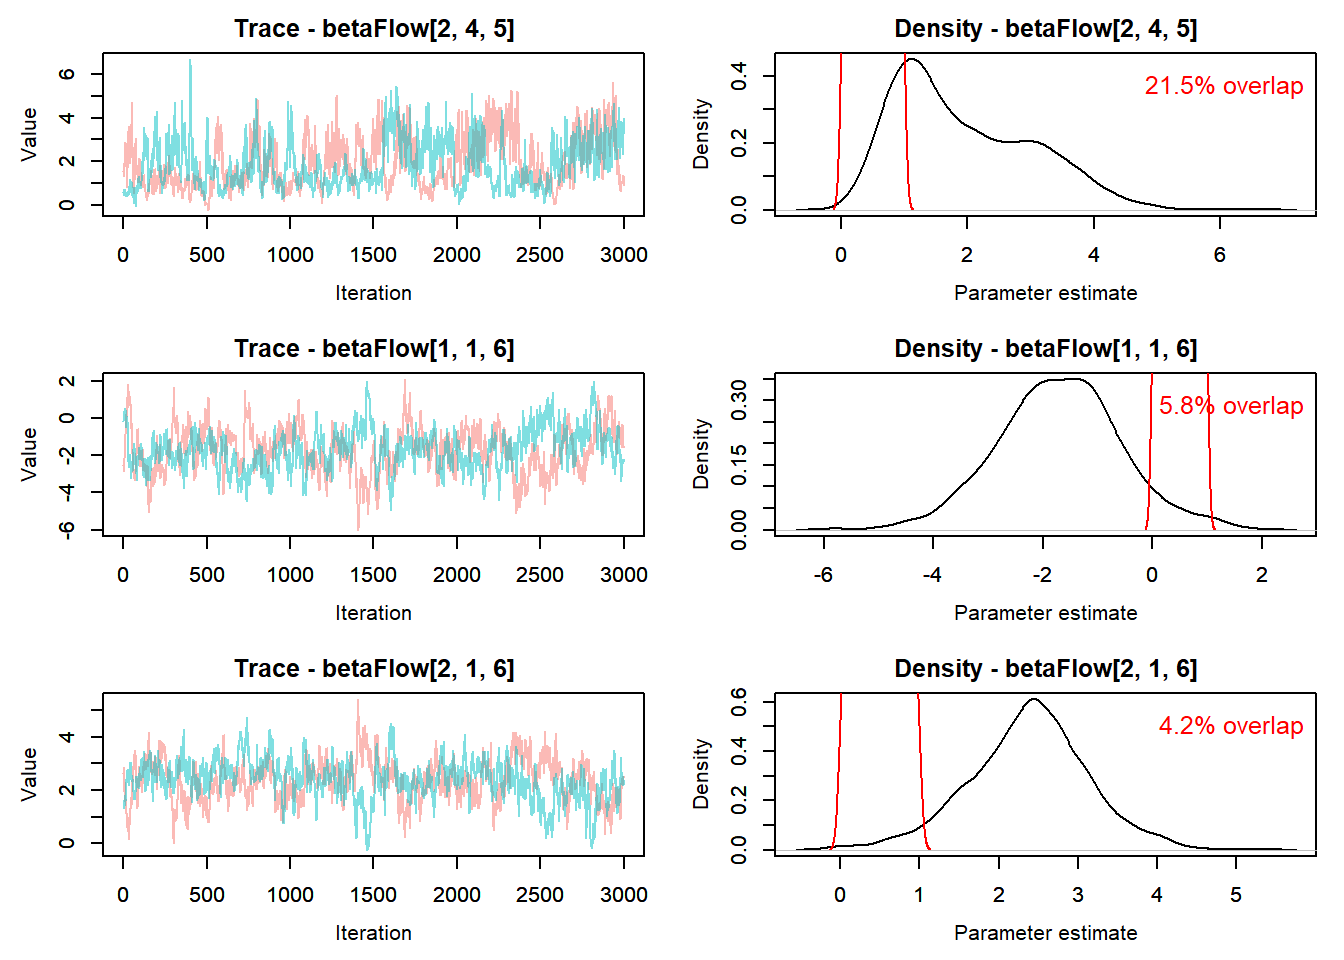 Trace - betaFlow[2, 4, 5]
Value
0 2 4 6
0 500 1000 1500 2000 2500 3000
Iteration
Density - betaFlow[2, 4, 5]
21.5% overlap
Density
0.0 0.2 0.4
0 2 4 6
Parameter estimate
Trace - betaFlow[1, 1, 6]
Value
-6 -4 -2 0 2
0 500 1000 1500 2000 2500 3000
Iteration
Density - betaFlow[1, 1, 6]
5.8% overlap
Density
0.00 0.15 0.30
-6 -4 -2 0 2
Parameter estimate
Trace - betaFlow[2, 1, 6]
Value
0 2 4
0 500 1000 1500 2000 2500 3000
Iteration
Density - betaFlow[2, 1, 6]
4.2% overlap
Density
0.0 0.2 0.4 0.6
0 1 2 3 4 5
Parameter estimate